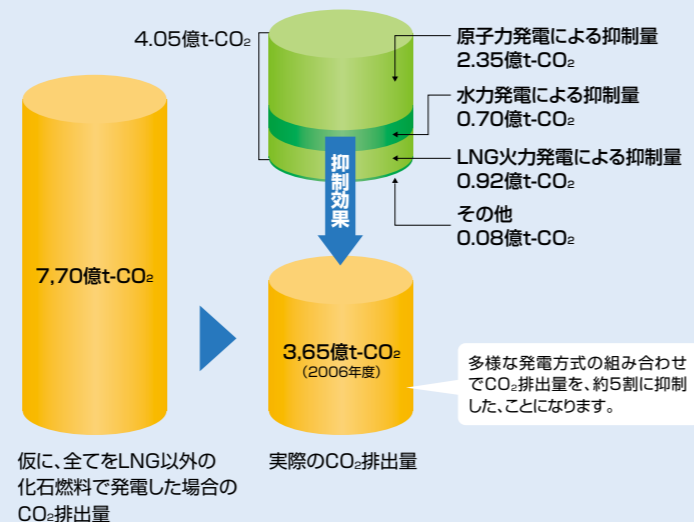 4.05億t-CO₂
原子力発電による抑制量
2.35億t-CO₂
水力発電による抑制量
0.70億t-CO₂
LNG火力発電による抑制量
0.92億t-CO₂
その他
0.08億t-CO₂
抑制効果
7,70億t-CO₂
3,65億t-CO₂
（2006年度）
多様な発電方式の組み合わせ
でCO₂排出量を、約5割に抑制
した、ことになります。
仮に、全てをLNG以外の
化石燃料で発電した場合の
CO₂排出量
実際のCO₂排出量